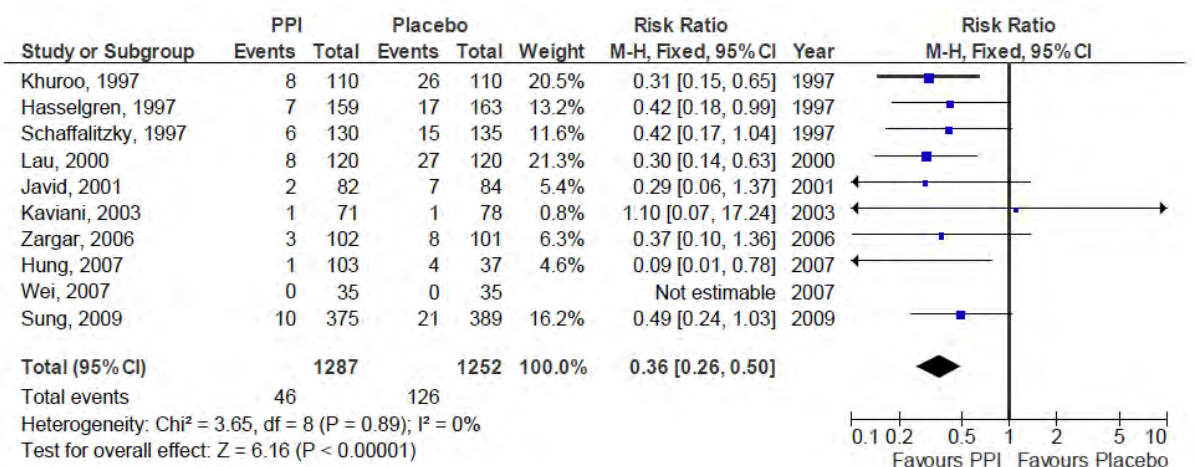 PPI Placebo Risk Ratio Risk Ratio
Study or Subgroup Events Total Events Total Weight M-H, Fixed, 95% CI Year M-H, Fixed, 95% CI
Khuroo, 1997 8 110 26 110 20.5% 0.31 [0.15, 0.65] 1997
Hasselgren, 1997 7 159 17 163 13.2% 0.42 [0.18, 0.99] 1997
Schaffalitzky, 1997 6 130 15 135 11.6% 0.42 [0.17, 1.04] 1997
Lau, 2000 8 120 27 120 21.3% 0.30 [0.14, 0.63] 2000
Javid, 2001 2 82 7 84 5.4% 0.29 [0.06, 1.37] 2001
Kaviani, 2003 1 71 1 78 0.8% 1.10 [0.07, 17.24] 2003
Zargar, 2006 3 102 8 101 6.3% 0.37 [0.10, 1.36] 2006
Hung, 2007 1 103 4 37 4.6% 0.09 [0.01, 0.78] 2007
Wei, 2007 0 35 0 35 Not estimable 2007
Sung, 2009 10 375 21 389 16.2% 0.49 [0.24, 1.03] 2009
Total (95% CI) 1287 1252 100.0% 0.36 [0.26, 0.50]
Total events 46 126
Heterogeneity: Chi² = 3.65, df = 8 (P = 0.89); I² = 0%
Test for overall effect: Z = 6.16 (P < 0.00001)
0.1 0.2 0.5 1 2 5 10
Favours PPI Favours Placebo